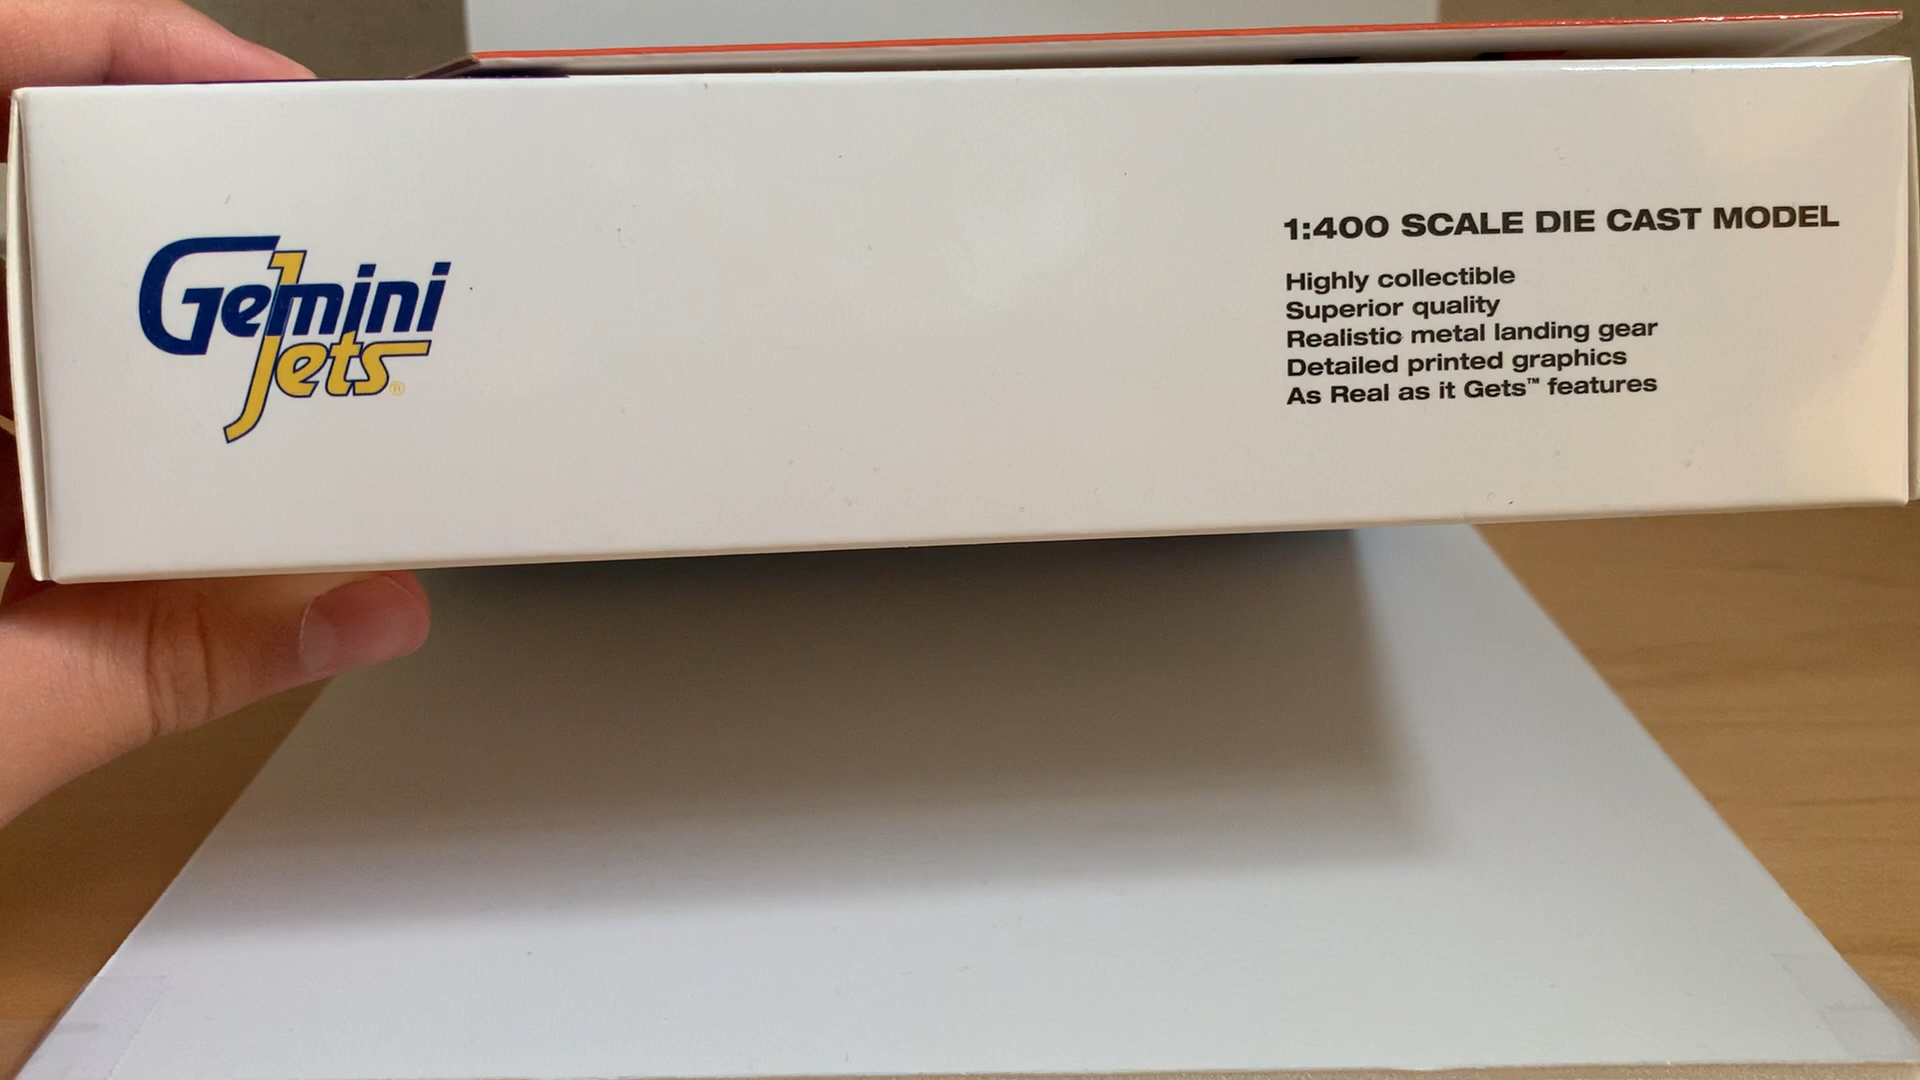 Gemini
Jets®
1:400 SCALE DIE CAST MODEL
Highly collectible
Superior quality
Realistic metal landing gear
Detailed printed graphics
As Real as it Gets™ features